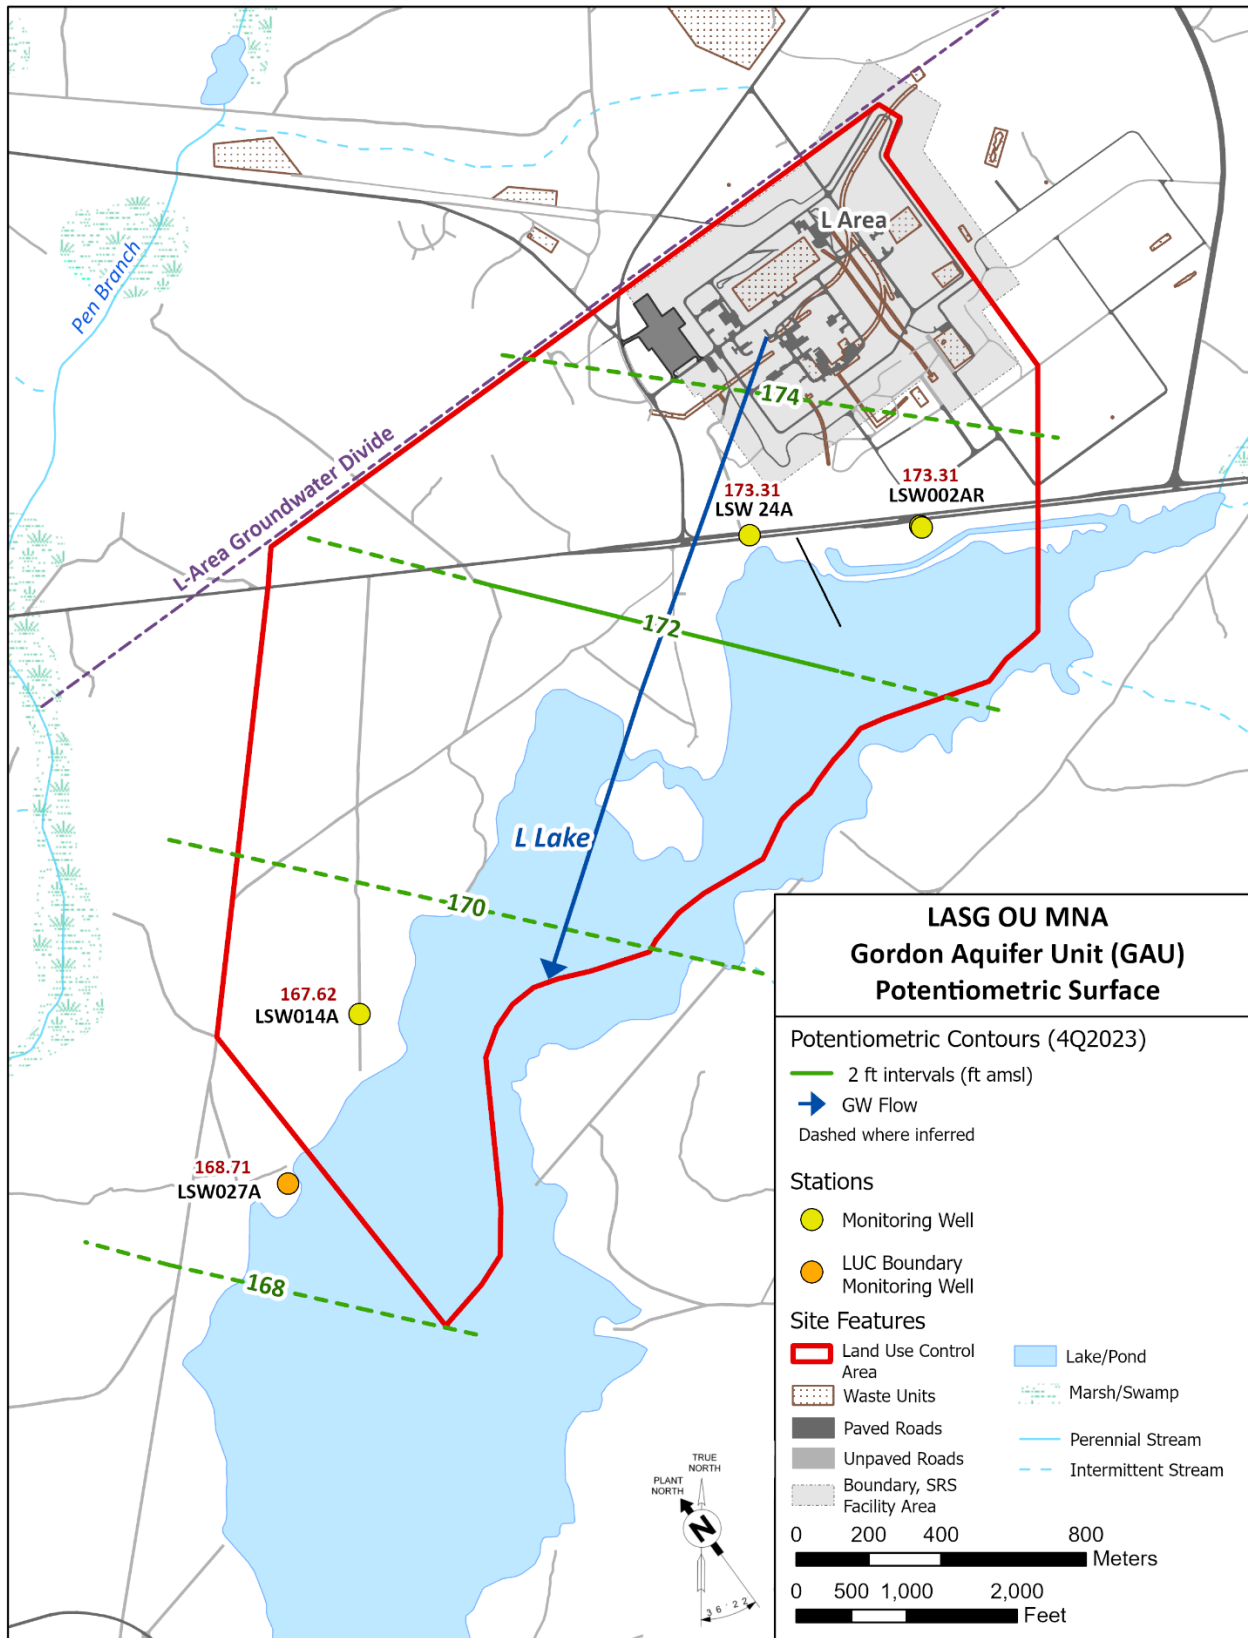 L Area
Pen Branch
174
L-Area Groundwater Divide
173.31
LSW002AR
173.31
LSW 24A
172
L Lake
170
167.62
LSW014A
168.71
LSW027A
168
LASG OU MNA
Gordon Aquifer Unit (GAU)
Potentiometric Surface
Potentiometric Contours (4Q2023)
2 ft intervals (ft amsl)
GW Flow
Dashed where inferred
Stations
Monitoring Well
LUC Boundary
Monitoring Well
Site Features
Land Use Control
Area
Waste Units
Paved Roads
Unpaved Roads
Boundary, SRS
Facility Area
Lake/Pond
Marsh/Swamp
Perennial Stream
Intermittent Stream
0 200 400 800
Meters
0 500 1,000 2,000
Feet
TRUE
NORTH
PLANT
NORTH
N
36°22'